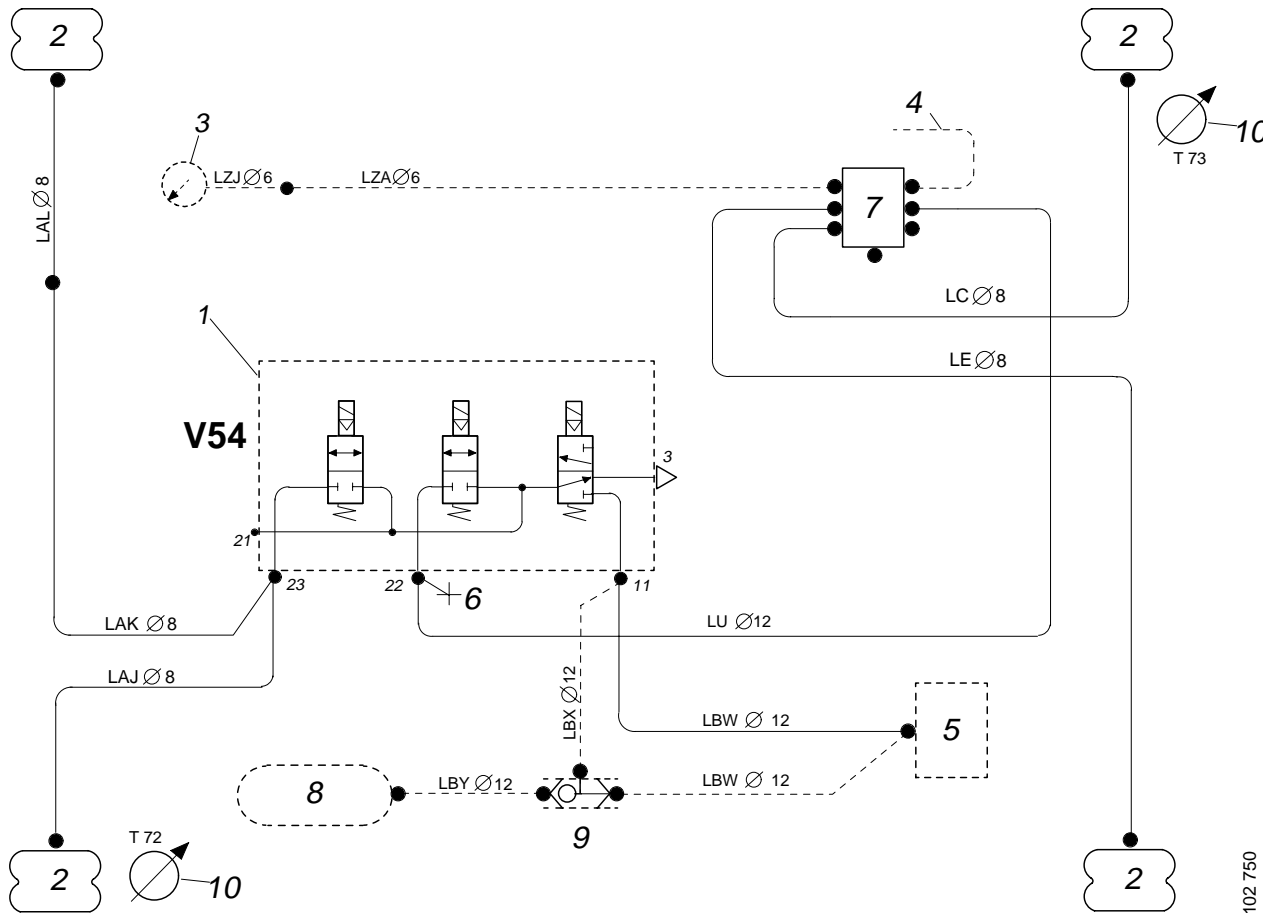 2
2
3
4
10
T 73
LZJ ∅ 6
LZA ∅ 6
7
LAL ∅ 8
LC ∅ 8
1
LE ∅ 8
V54
3
21
23
22
6
11
LAK ∅ 8
LU ∅ 12
LAJ ∅ 8
LBX ∅ 12
LBW ∅ 12
5
8
LBY ∅ 12
LBW ∅ 12
9
T 72
2
10
2
102 750